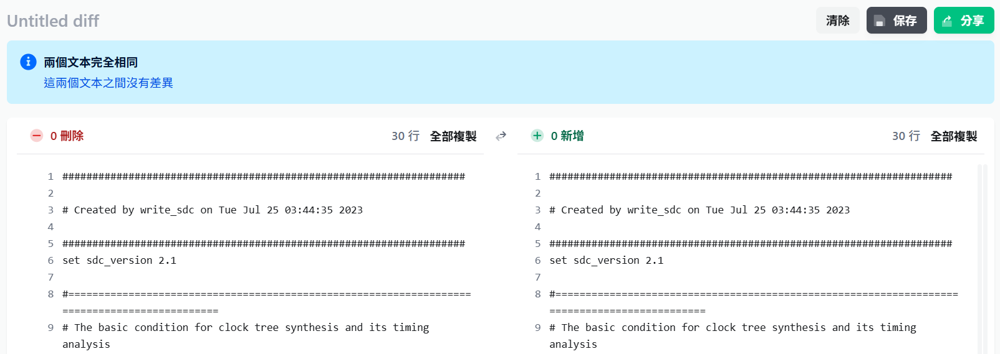 Untitled diff
清除
保存
分享
兩個文本完全相同
這兩個文本之間沒有差異
0 刪除
30 行 全部複製
0 新增
30 行 全部複製
1 ###################################################################
2
3 # Created by write_sdc on Tue Jul 25 03:44:35 2023
4
5 ###################################################################
6 set sdc_version 2.1
7
8 #===================================================================
==========================
9 # The basic condition for clock tree synthesis and its timing
analysis
1 ###################################################################
2
3 # Created by write_sdc on Tue Jul 25 03:44:35 2023
4
5 ###################################################################
6 set sdc_version 2.1
7
8 #===================================================================
==========================
9 # The basic condition for clock tree synthesis and its timing
analysis